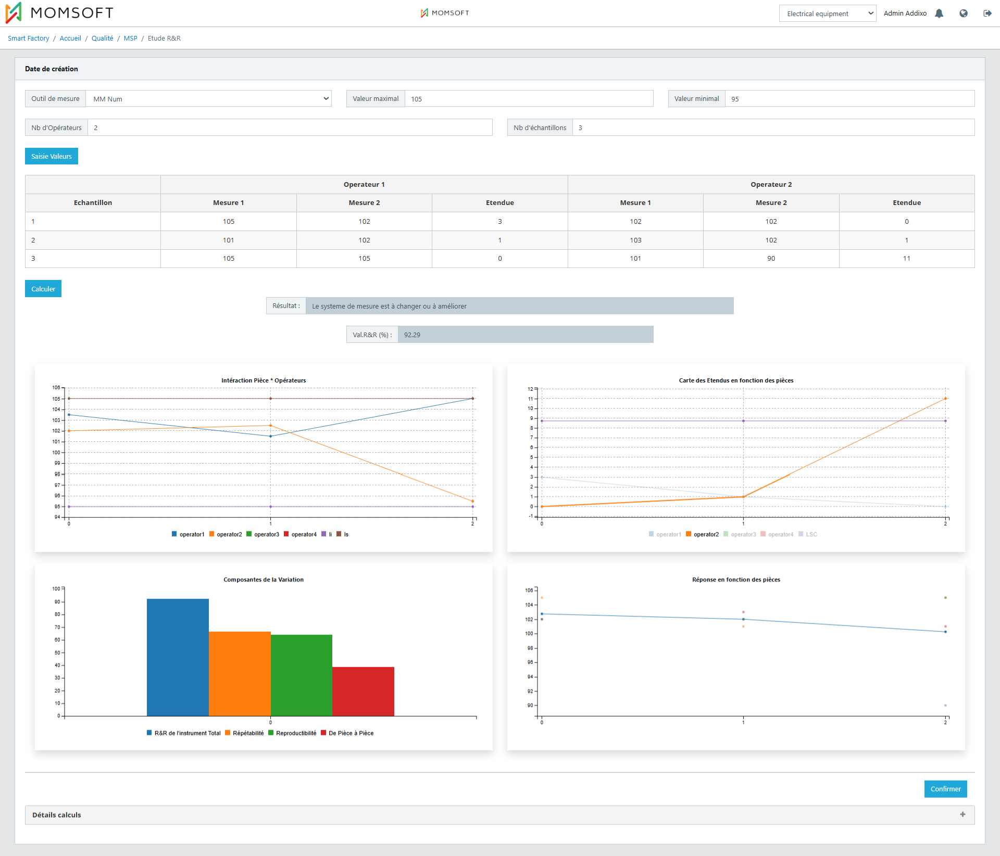 MOMSOFT
MOMSOFT
Electrical equipment
Admin Addixo
Smart Factory / Accueil / Qualité / MSP / Etude R&R
Date de création
Outil de mesure MM Num
Valeur maximal 105
Valeur minimal 95
Nb d'Opérateurs 2
Nb d'échantillons 3
Saisie Valeurs
Operateur 1 Operateur 2
Echantillon Mesure 1 Mesure 2 Etendue Mesure 1 Mesure 2 Etendue
1 105 102 3 102 102 0
2 101 102 1 103 102 1
3 105 105 0 101 90 11
Calculer
Résultat : Le systeme de mesure est à changer ou à améliorer
Val.R&R (%) : 92.29
Intéraction Pièce * Opérateurs
106
105
104
103
102
101
100
99
98
97
96
95
94
0 1 2
operator1 operator2 operator3 operator4 li ls
Carte des Etendus en fonction des pièces
12
11
10
9
8
7
6
5
4
3
2
1
0
-1
0 1 2
operator1 operator2 operator3 operator4 LSC
Composantes de la Variation
100
90
80
70
60
50
40
30
20
10
0
0
R&R de l'instrument Total Répétabilité Reproductibilité De Pièce à Pièce
Réponse en fonction des pièces
106
104
102
100
98
96
94
92
90
0 1 2
Confirmer
Détails calculs